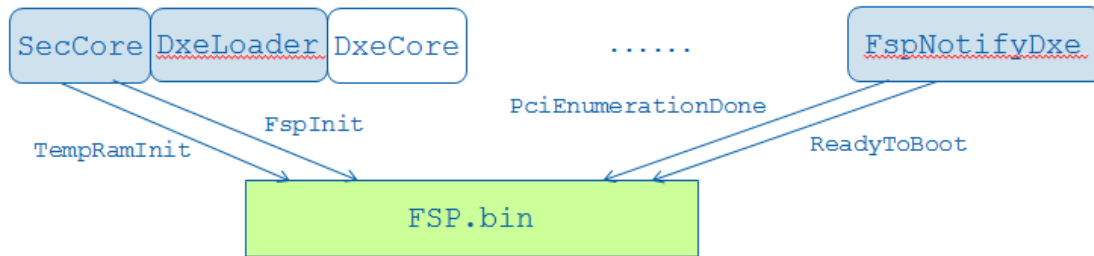 SecCore DxeLoader DxeCore ...... FspNotifyDxe
PciEnumerationDone
FspInit
TempRamInit
ReadyToBoot
FSP.bin